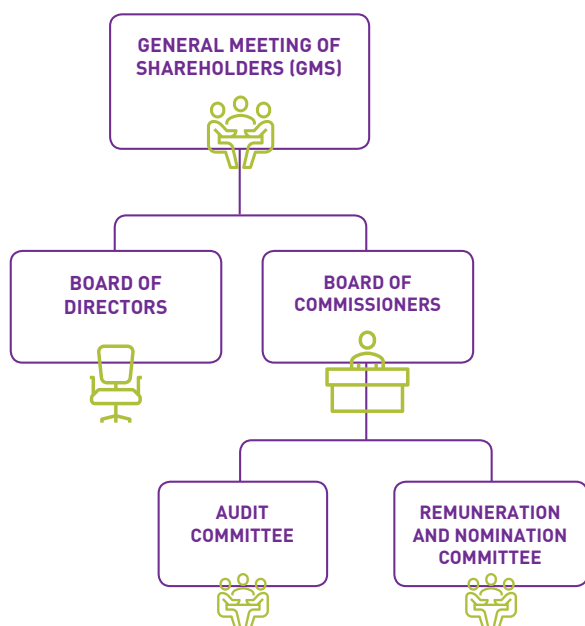 GENERAL MEETING OF
SHAREHOLDERS (GMS)
BOARD OF
DIRECTORS
BOARD OF
COMMISSIONERS
AUDIT
COMMITTEE
REMUNERATION
AND NOMINATION
COMMITTEE